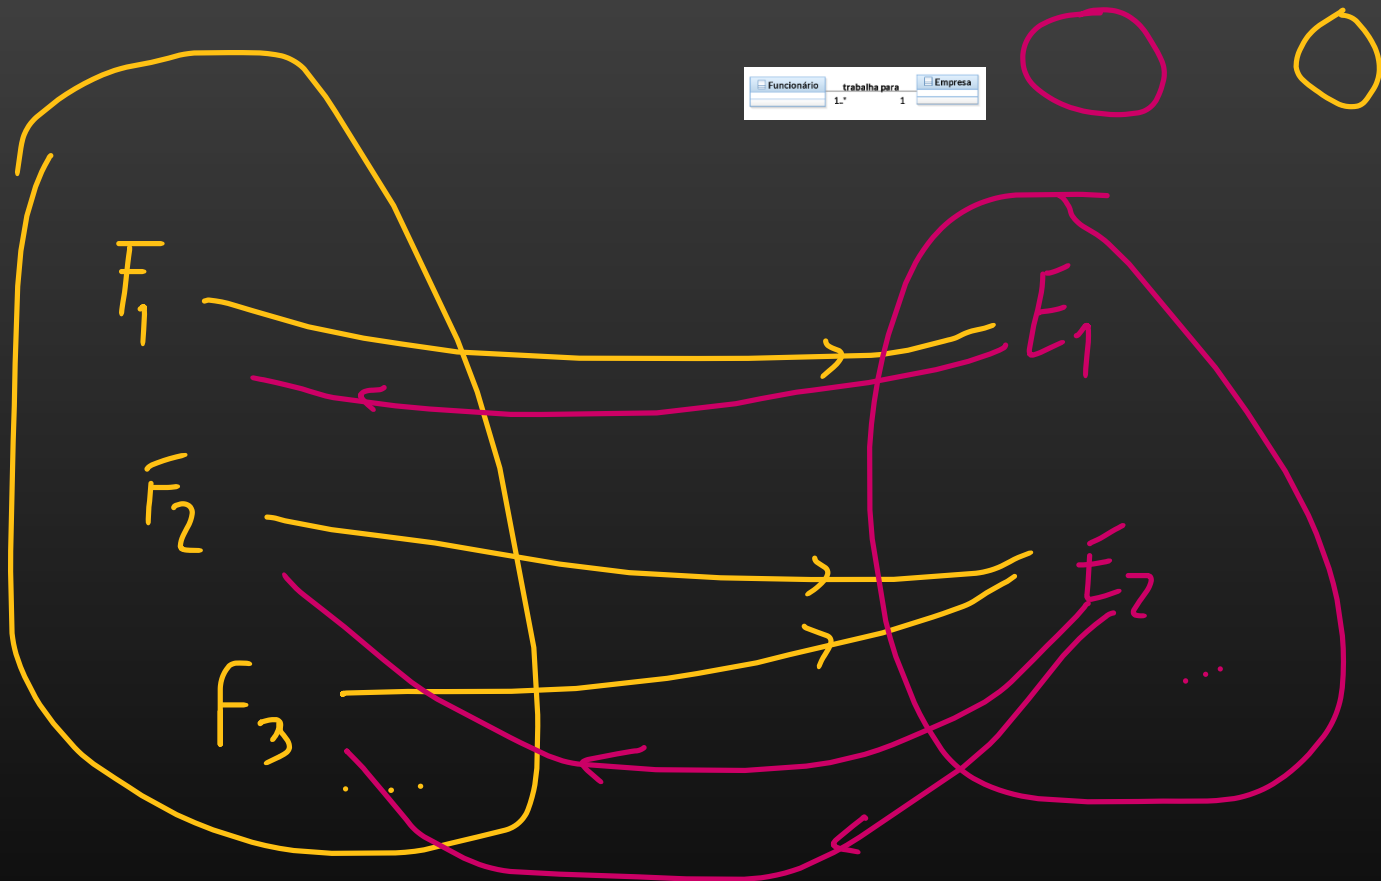 Funcionário
trabalha para
Empresa
1..*
1
F1
E1
F2
E2
F3
...
...